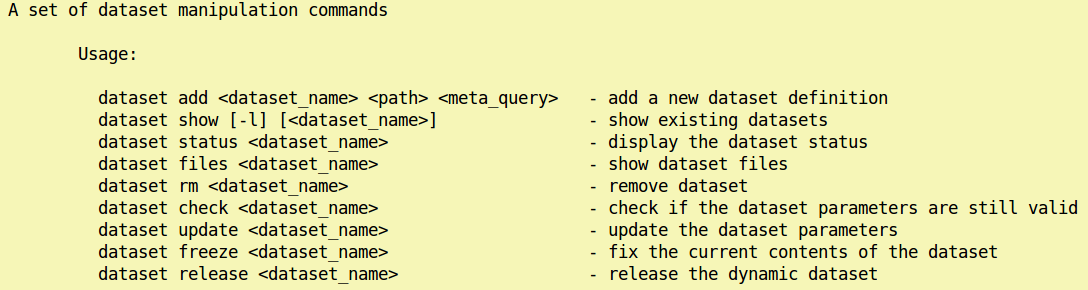 A set of dataset manipulation commands
Usage:
dataset add <dataset_name> <path> <meta_query>   - add a new dataset definition
dataset show [-l] [<dataset_name>]               - show existing datasets
dataset status <dataset_name>                    - display the dataset status
dataset files <dataset_name>                     - show dataset files
dataset rm <dataset_name>                        - remove dataset
dataset check <dataset_name>                     - check if the dataset parameters are still valid
dataset update <dataset_name>                    - update the dataset parameters
dataset freeze <dataset_name>                    - fix the current contents of the dataset
dataset release <dataset_name>                   - release the dynamic dataset